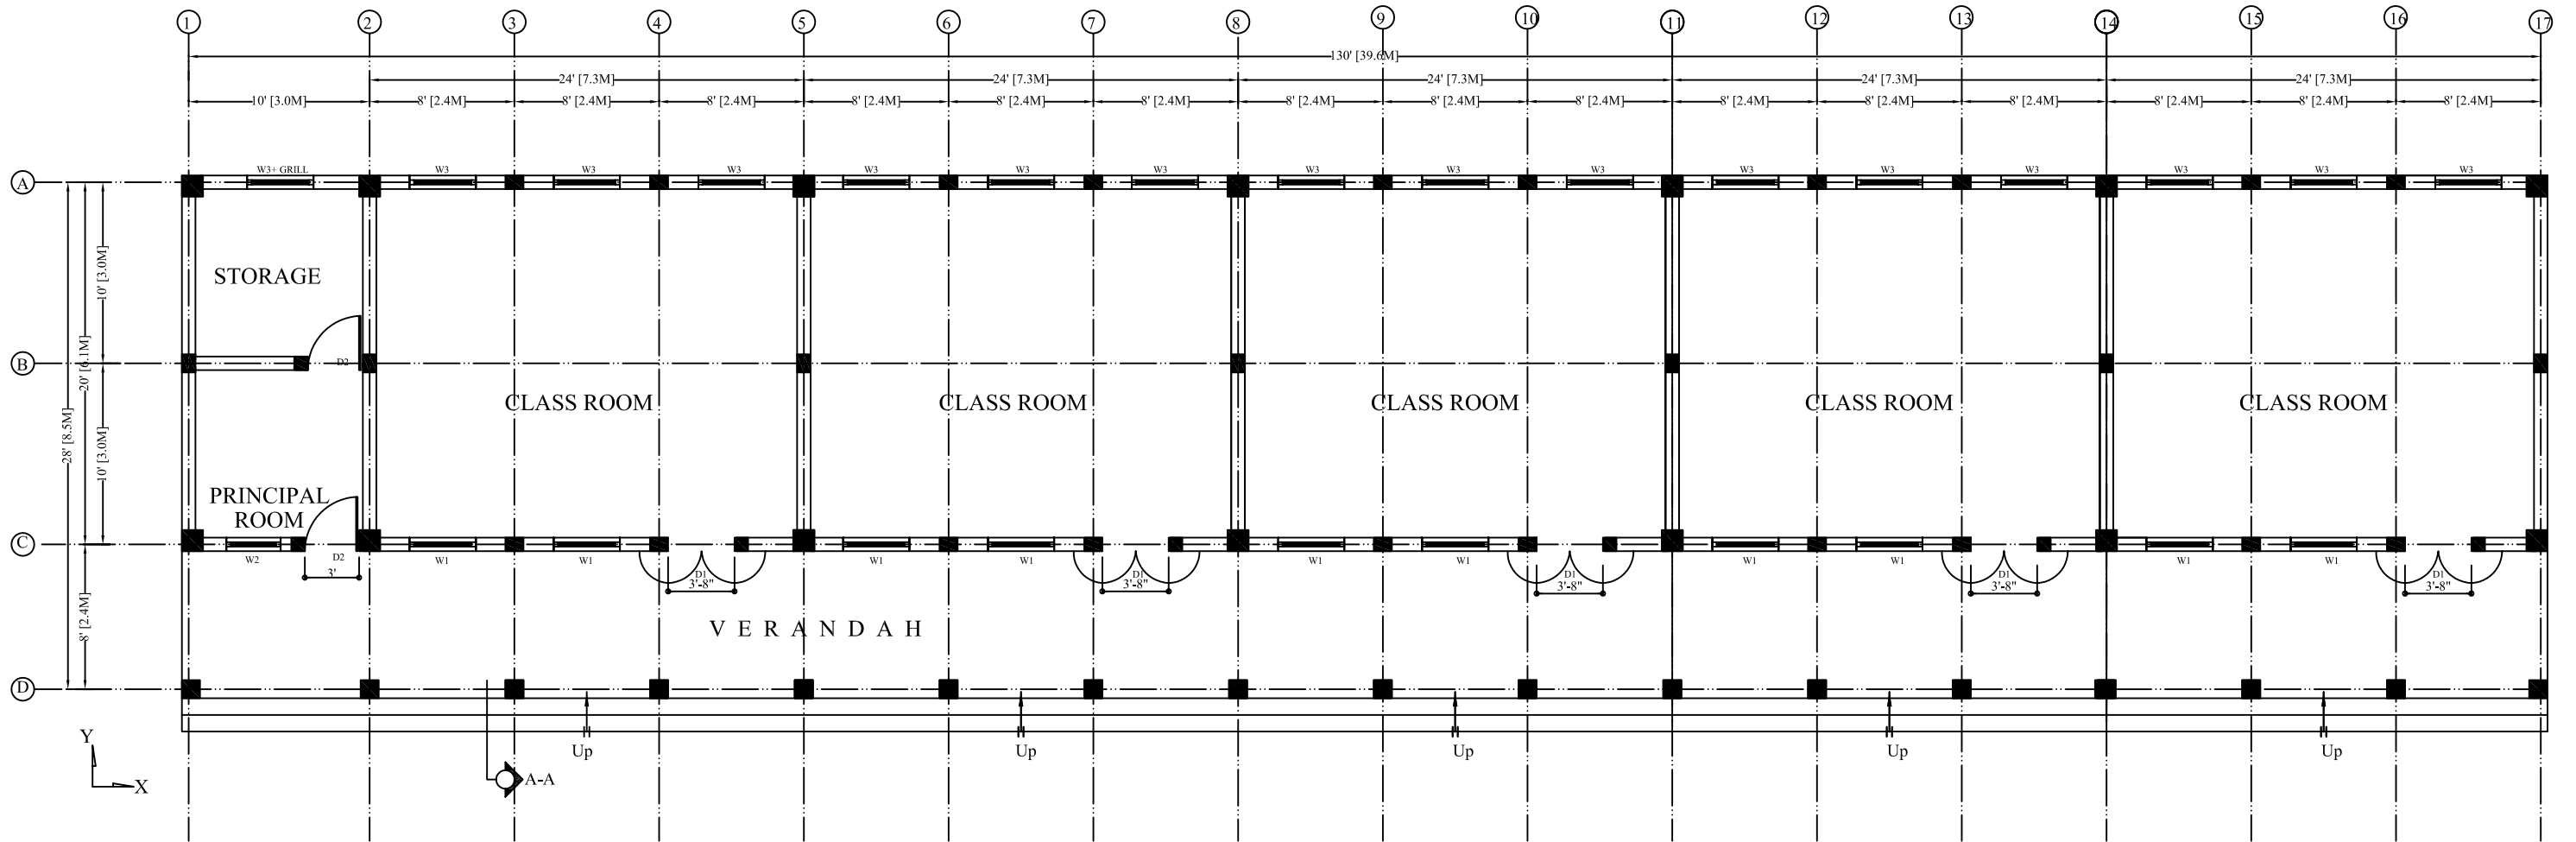 1 2 3 4 5 6 7 8 9 10 11 12 13 14 15 16 17
130' [39.6M]
24' [7.3M] 24' [7.3M] 24' [7.3M] 24' [7.3M] 24' [7.3M]
10' [3.0M] 8' [2.4M] 8' [2.4M] 8' [2.4M] 8' [2.4M] 8' [2.4M] 8' [2.4M] 8' [2.4M] 8' [2.4M] 8' [2.4M] 8' [2.4M] 8' [2.4M] 8' [2.4M] 8' [2.4M] 8' [2.4M] 8' [2.4M]
W3+ GRILL W3 W3 W3 W3 W3 W3 W3 W3 W3 W3 W3 W3 W3 W3 W3
A
10' [3.0M]
STORAGE
20' [6.1M]
B
D2
CLASS ROOM CLASS ROOM CLASS ROOM CLASS ROOM CLASS ROOM
28' [8.5M]
10' [3.0M]
PRINCIPAL
ROOM
C
W2 D2 W1 W1 W1 W1 W1 W1 W1 W1 W1 W1
3'
D1 D1 D1 D1 D1
3'-8" 3'-8" 3'-8" 3'-8" 3'-8"
8' [2.4M]
VERANDAH
D
Y
Up Up Up Up Up
X
A-A